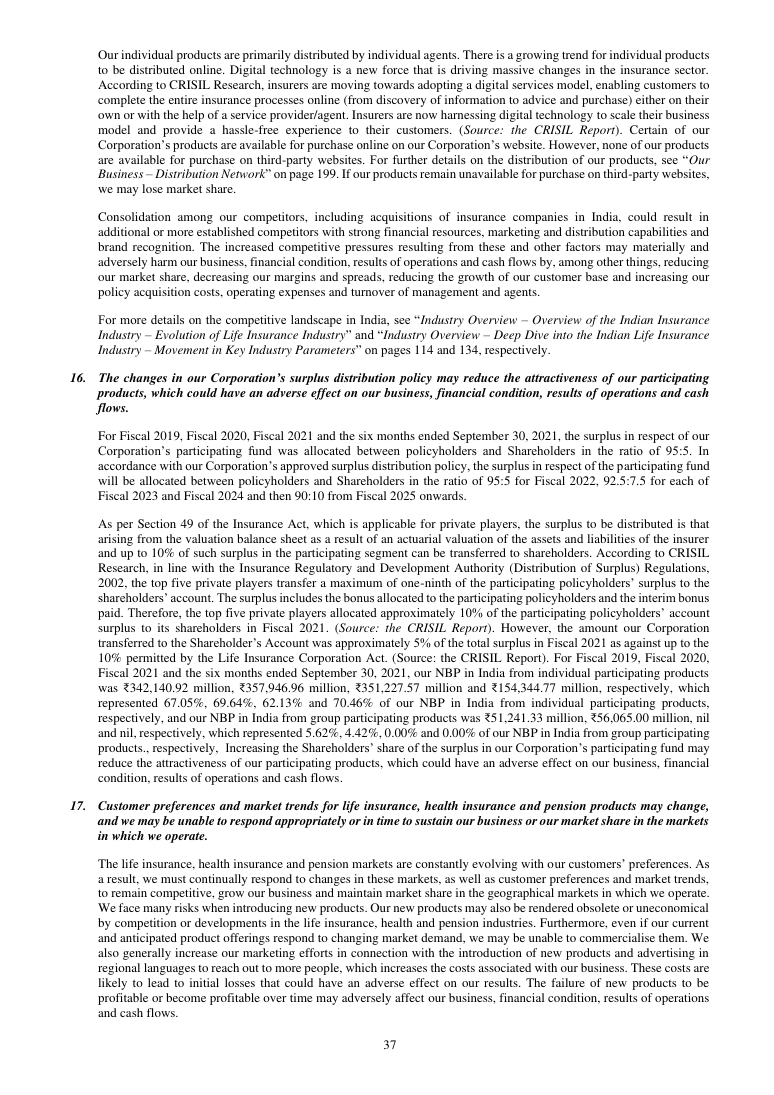 Our individual products are primarily distributed by individual agents. There is a growing trend for individual products
to be distributed online. Digital technology is a new force that is driving massive changes in the insurance sector.
According to CRISIL Research, insurers are moving towards adopting a digital services model, enabling customers to
complete the entire insurance processes online (from discovery of information to advice and purchase) either on their
own or with the help of a service provider/agent. Insurers are now harnessing digital technology to scale their business
model and provide a hassle-free experience to their customers. (Source: the CRISIL Report). Certain of our
Corporation’s products are available for purchase online on our Corporation’s website. However, none of our products
are available for purchase on third-party websites. For further details on the distribution of our products, see “Our
Business – Distribution Network” on page 199. If our products remain unavailable for purchase on third-party websites,
we may lose market share.
Consolidation among our competitors, including acquisitions of insurance companies in India, could result in
additional or more established competitors with strong financial resources, marketing and distribution capabilities and
brand recognition. The increased competitive pressures resulting from these and other factors may materially and
adversely harm our business, financial condition, results of operations and cash flows by, among other things, reducing
our market share, decreasing our margins and spreads, reducing the growth of our customer base and increasing our
policy acquisition costs, operating expenses and turnover of management and agents.
For more details on the competitive landscape in India, see “Industry Overview – Overview of the Indian Insurance
Industry – Evolution of Life Insurance Industry” and “Industry Overview – Deep Dive into the Indian Life Insurance
Industry – Movement in Key Industry Parameters” on pages 114 and 134, respectively.
16. The changes in our Corporation’s surplus distribution policy may reduce the attractiveness of our participating
products, which could have an adverse effect on our business, financial condition, results of operations and cash
flows.
For Fiscal 2019, Fiscal 2020, Fiscal 2021 and the six months ended September 30, 2021, the surplus in respect of our
Corporation’s participating fund was allocated between policyholders and Shareholders in the ratio of 95:5. In
accordance with our Corporation’s approved surplus distribution policy, the surplus in respect of the participating fund
will be allocated between policyholders and Shareholders in the ratio of 95:5 for Fiscal 2022, 92.5:7.5 for each of
Fiscal 2023 and Fiscal 2024 and then 90:10 from Fiscal 2025 onwards.
As per Section 49 of the Insurance Act, which is applicable for private players, the surplus to be distributed is that
arising from the valuation balance sheet as a result of an actuarial valuation of the assets and liabilities of the insurer
and up to 10% of such surplus in the participating segment can be transferred to shareholders. According to CRISIL
Research, in line with the Insurance Regulatory and Development Authority (Distribution of Surplus) Regulations,
2002, the top five private players transfer a maximum of one-ninth of the participating policyholders’ surplus to the
shareholders’ account. The surplus includes the bonus allocated to the participating policyholders and the interim bonus
paid. Therefore, the top five private players allocated approximately 10% of the participating policyholders’ account
surplus to its shareholders in Fiscal 2021. (Source: the CRISIL Report). However, the amount our Corporation
transferred to the Shareholder’s Account was approximately 5% of the total surplus in Fiscal 2021 as against up to the
10% permitted by the Life Insurance Corporation Act. (Source: the CRISIL Report). For Fiscal 2019, Fiscal 2020,
Fiscal 2021 and the six months ended September 30, 2021, our NBP in India from individual participating products
was ₹342,140.92 million, ₹357,946.96 million, ₹351,227.57 million and ₹154,344.77 million, respectively, which
represented 67.05%, 69.64%, 62.13% and 70.46% of our NBP in India from individual participating products,
respectively, and our NBP in India from group participating products was ₹51,241.33 million, ₹56,065.00 million, nil
and nil, respectively, which represented 5.62%, 4.42%, 0.00% and 0.00% of our NBP in India from group participating
products., respectively,  Increasing the Shareholders’ share of the surplus in our Corporation’s participating fund may
reduce the attractiveness of our participating products, which could have an adverse effect on our business, financial
condition, results of operations and cash flows.
17. Customer preferences and market trends for life insurance, health insurance and pension products may change,
and we may be unable to respond appropriately or in time to sustain our business or our market share in the markets
in which we operate.
The life insurance, health insurance and pension markets are constantly evolving with our customers’ preferences. As
a result, we must continually respond to changes in these markets, as well as customer preferences and market trends,
to remain competitive, grow our business and maintain market share in the geographical markets in which we operate.
We face many risks when introducing new products. Our new products may also be rendered obsolete or uneconomical
by competition or developments in the life insurance, health and pension industries. Furthermore, even if our current
and anticipated product offerings respond to changing market demand, we may be unable to commercialise them. We
also generally increase our marketing efforts in connection with the introduction of new products and advertising in
regional languages to reach out to more people, which increases the costs associated with our business. These costs are
likely to lead to initial losses that could have an adverse effect on our results. The failure of new products to be
profitable or become profitable over time may adversely affect our business, financial condition, results of operations
and cash flows.
37